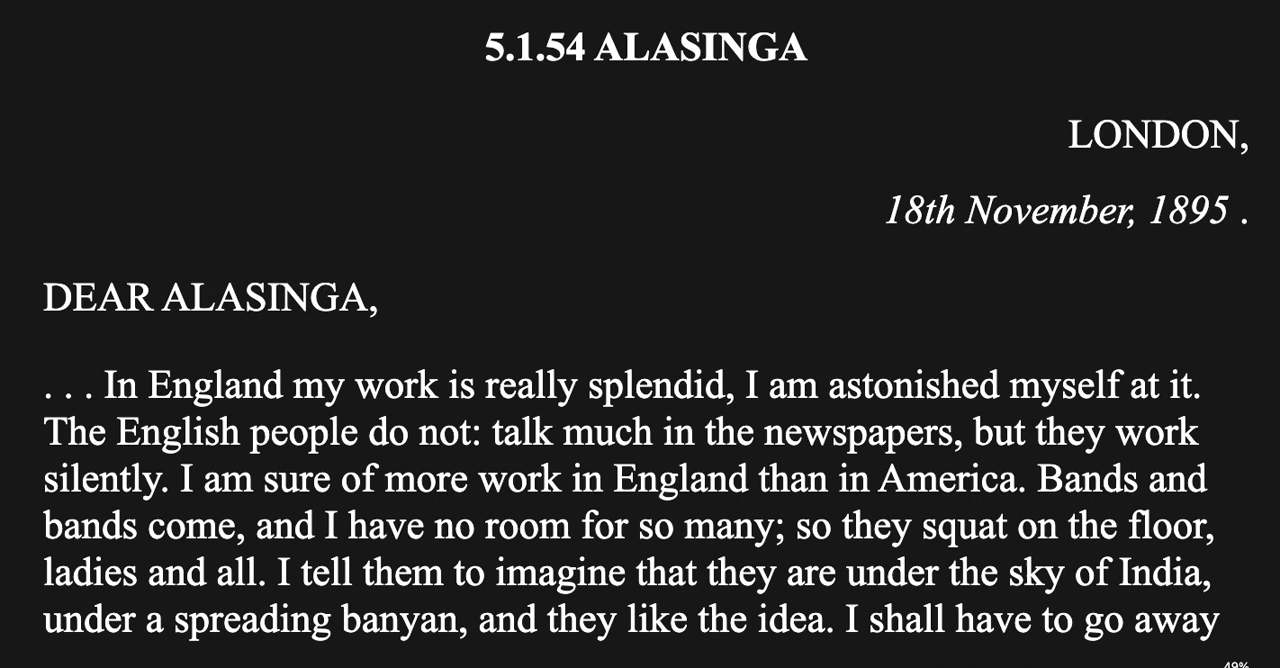 5.1.54 ALASINGA
LONDON,
18th November, 1895 .
DEAR ALASINGA,
. . . In England my work is really splendid, I am astonished myself at it.
The English people do not: talk much in the newspapers, but they work
silently. I am sure of more work in England than in America. Bands and
bands come, and I have no room for so many; so they squat on the floor,
ladies and all. I tell them to imagine that they are under the sky of India,
under a spreading banyan, and they like the idea. I shall have to go away
49%